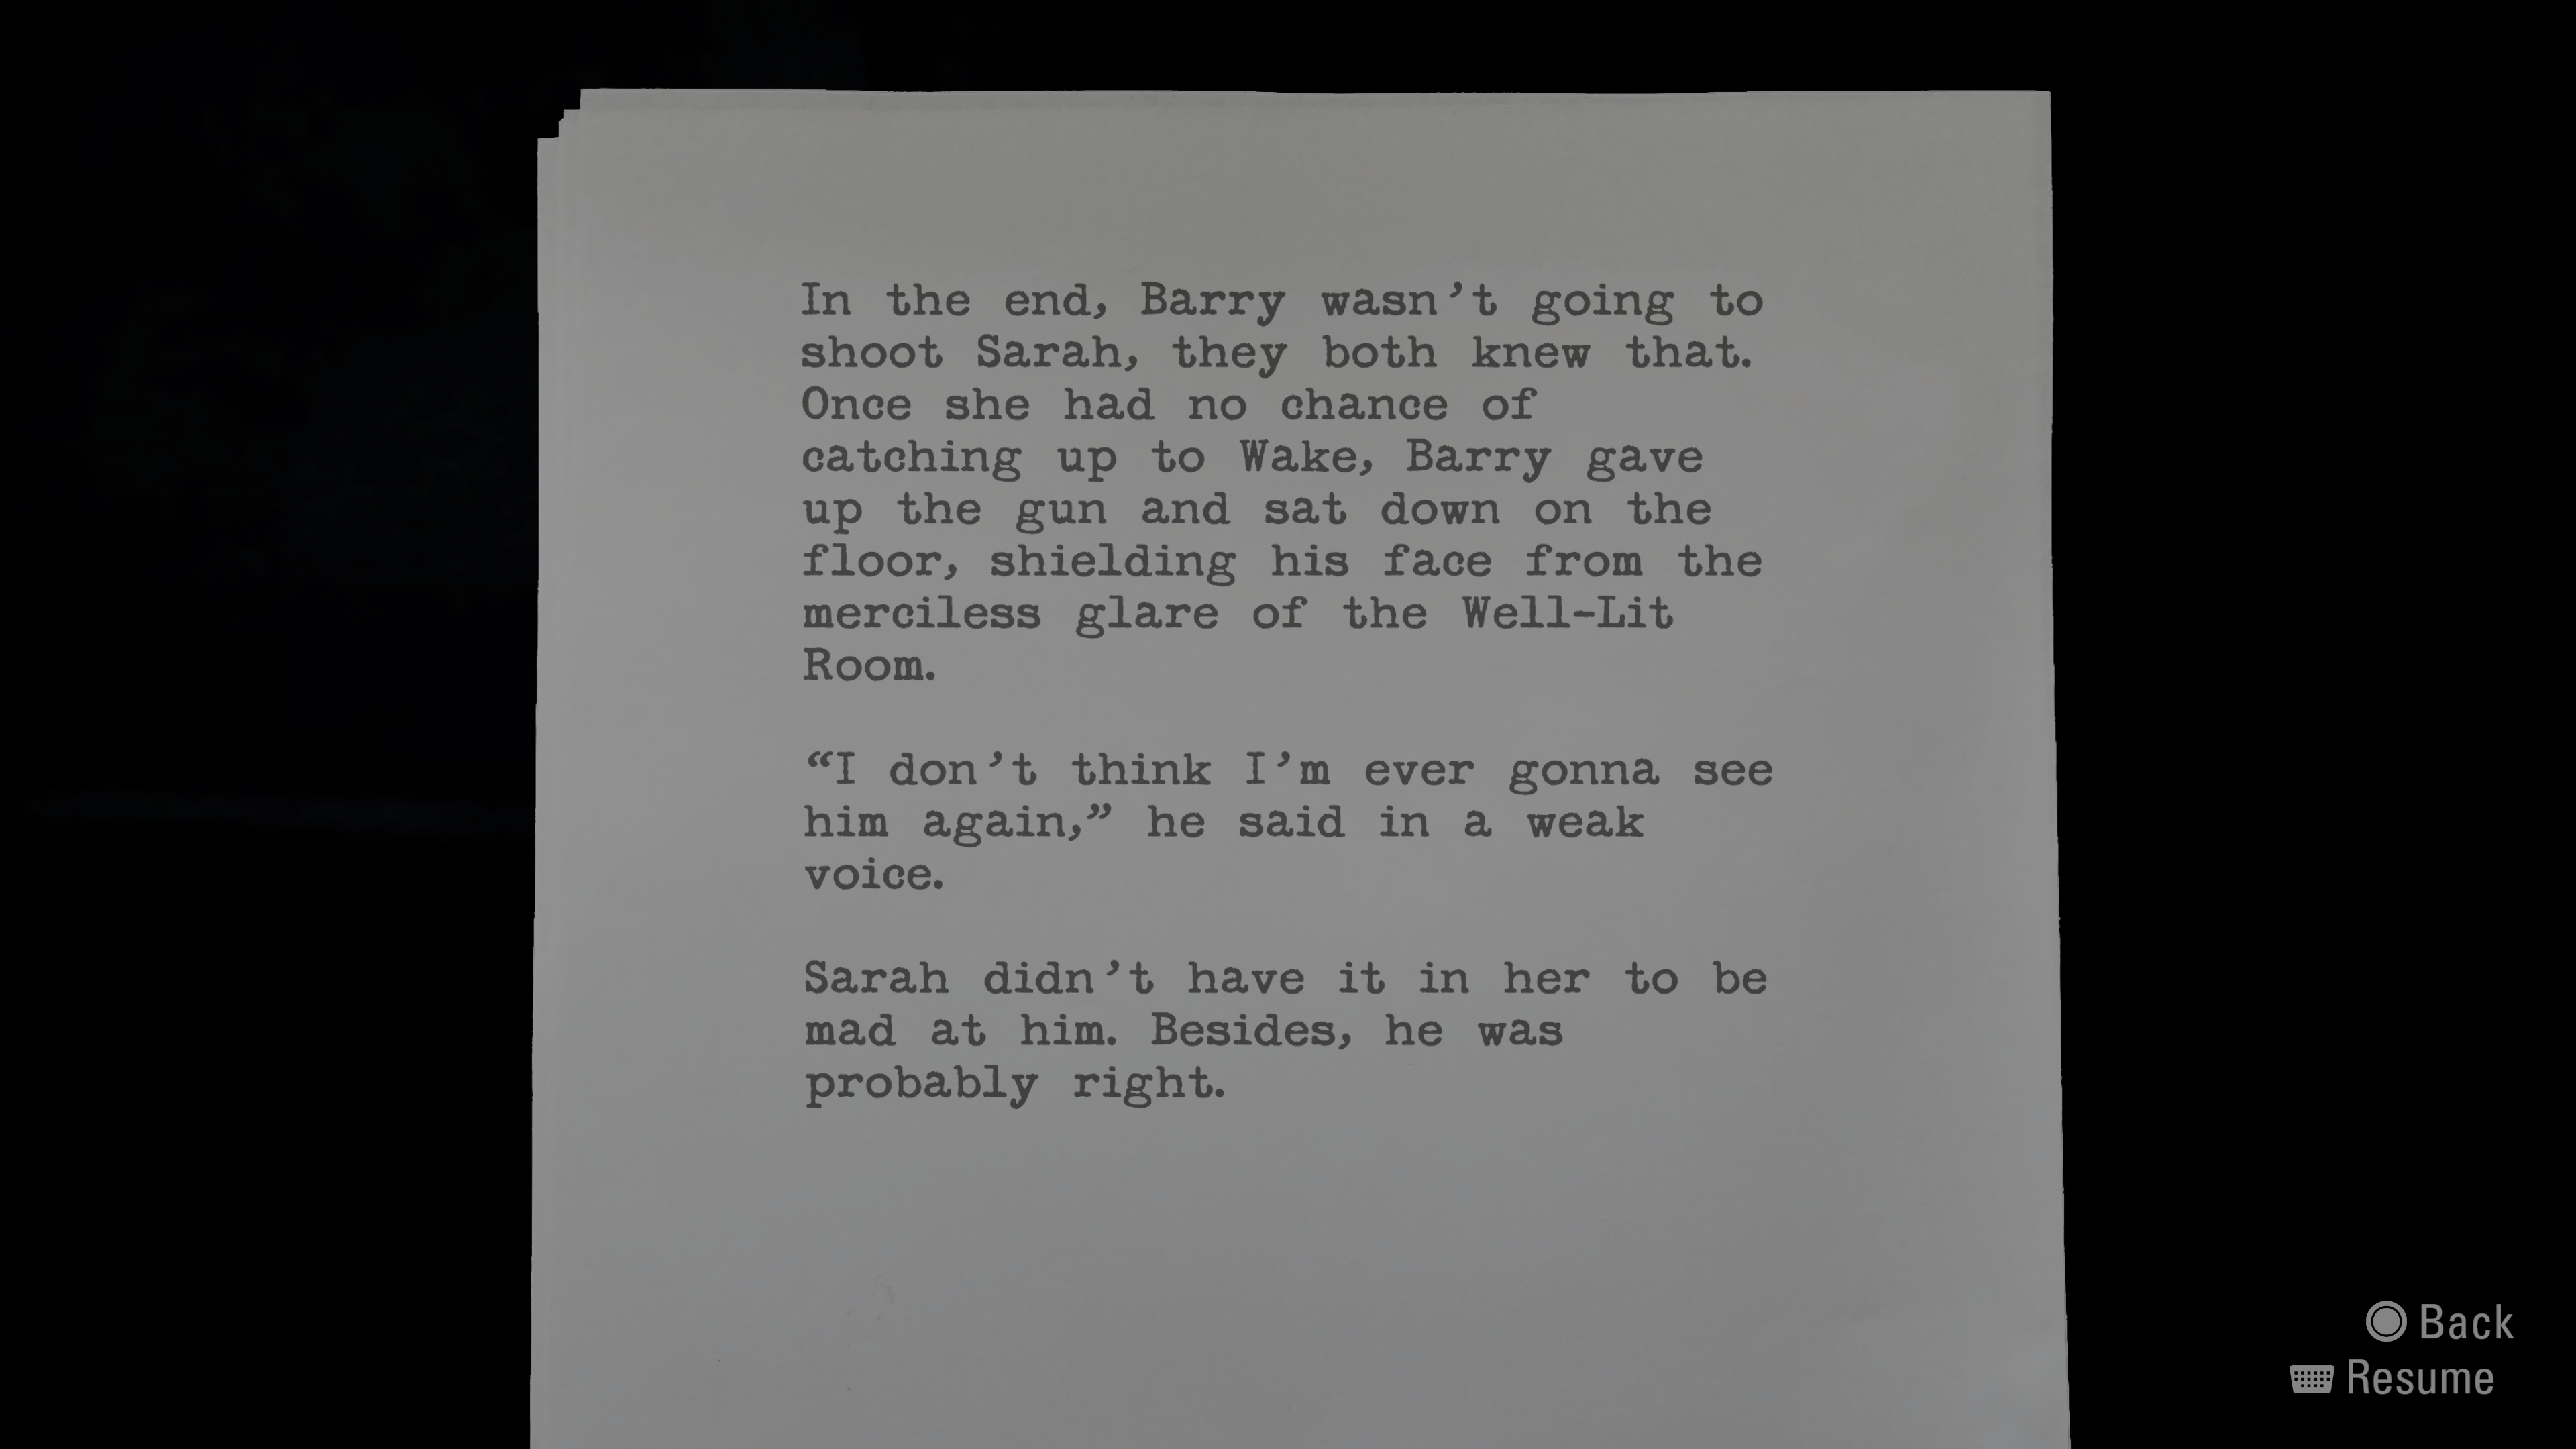 In the end, Barry wasn’t going to
shoot Sarah, they both knew that.
Once she had no chance of
catching up to Wake, Barry gave
up the gun and sat down on the
floor, shielding his face from the
merciless glare of the Well-Lit
Room.
“I don’t think I’m ever gonna see
him again,” he said in a weak
voice.
Sarah didn’t have it in her to be
mad at him. Besides, he was
probably right.
Back
Resume